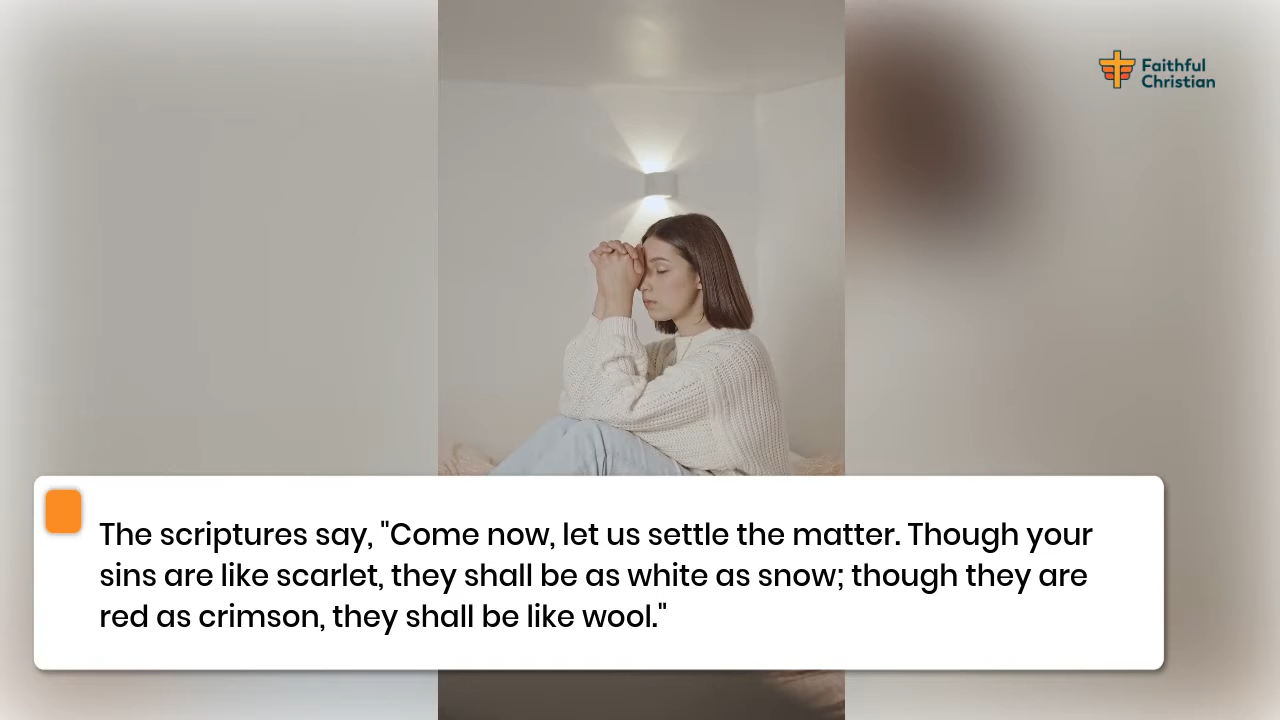 Faithful
Christian
The scriptures say, "Come now, let us settle the matter. Though your
sins are like scarlet, they shall be as white as snow; though they are
red as crimson, they shall be like wool."